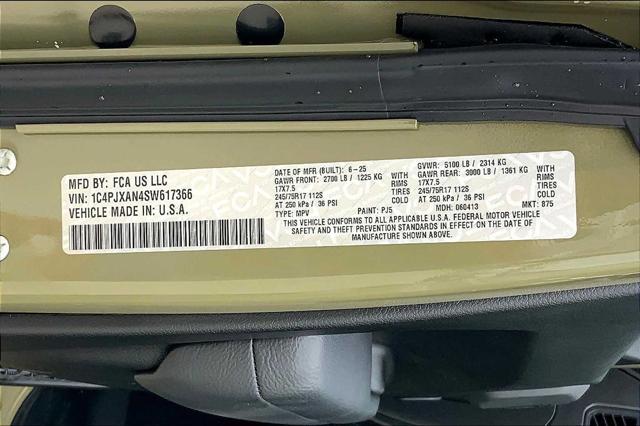 MFD BY: FCA US LLC
VIN: 1C4PJXAN4SW617366
VEHICLE MADE IN U.S.A.
DATE OF MFR (BUILT): 6-25 GVWR: 5100 LB / 2314 KG
GAWR FRONT: 2700 LB / 1225 KG WITH GAWR REAR: 3000 LB / 1361 KG WITH
17X7.5 RIMS 17X7.5 RIMS
245/75R17 112S TIRES 245/75R17 112S TIRES
AT 250 kPa / 36 PSI COLD AT 250 kPa / 36 PSI COLD
TYPE: MPV PAINT: PJ5 MDH: 060413 MKT: 875
THIS VEHICLE CONFORMS TO ALL APPLICABLE U.S.A. FEDERAL MOTOR VEHICLE
SAFETY AND THEFT PREVENTION STANDARDS IN EFFECT ON THE DATE OF
MANUFACTURE SHOWN ABOVE.